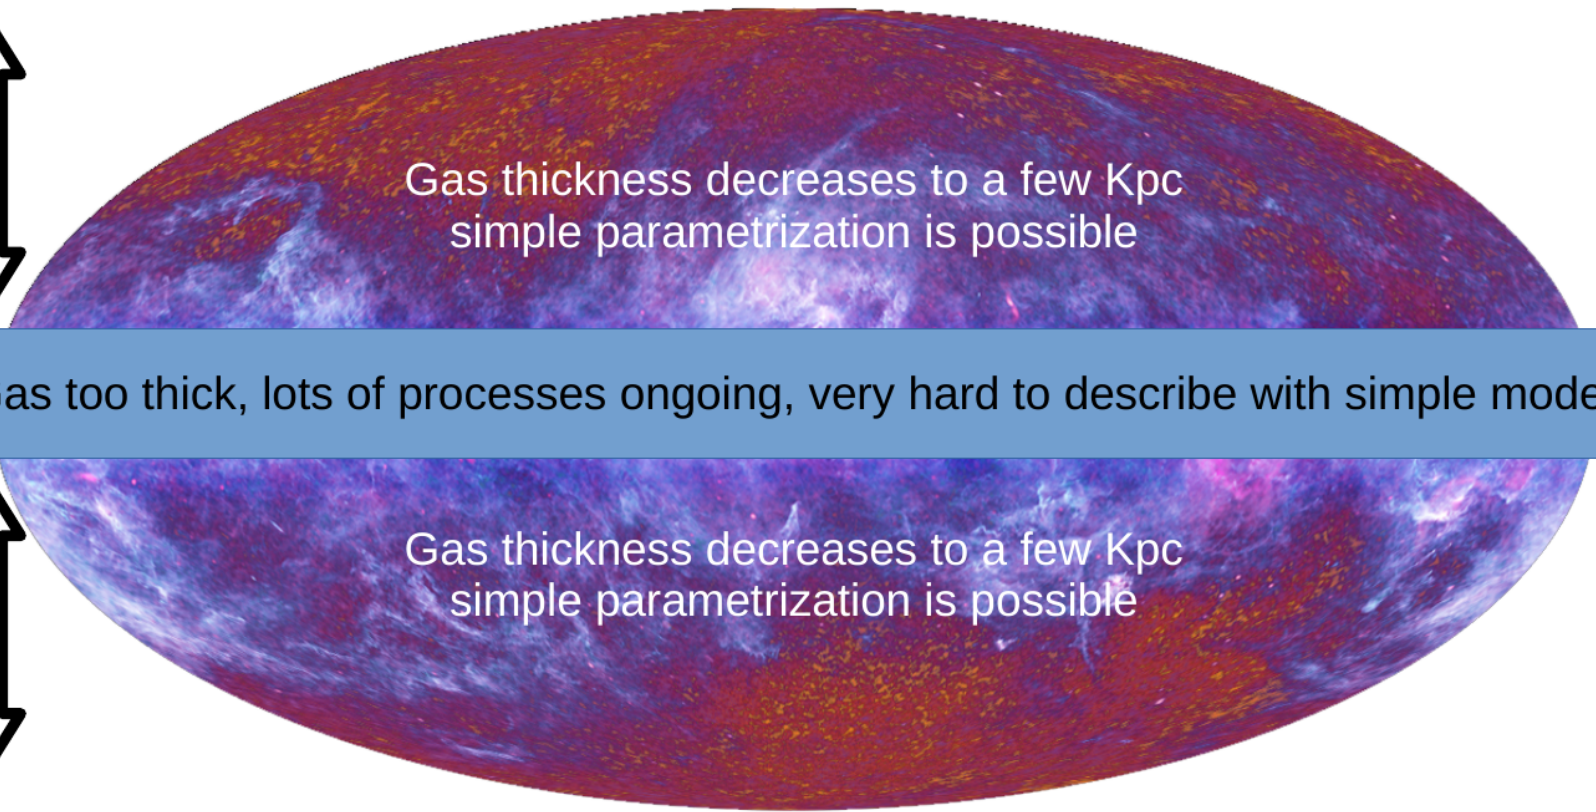 Gas thickness decreases to a few Kpc
simple parametrization is possible
as too thick, lots of processes ongoing, very hard to describe with simple mode
Gas thickness decreases to a few Kpc
simple parametrization is possible